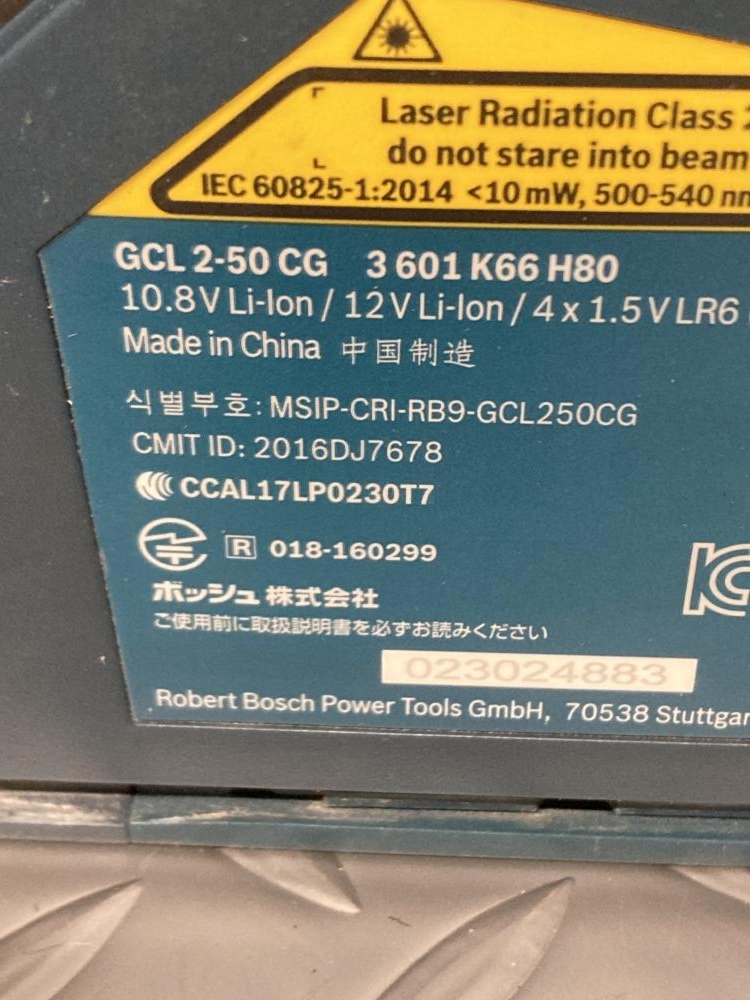 Laser Radiation Class 2
do not stare into beam
IEC 60825-1:2014 <10 mW, 500-540 nm
GCL 2-50 CG 3 601 K66 H80
10.8 V Li-Ion / 12 V Li-Ion / 4 x 1.5 V LR6
Made in China 中国制造
식별부호: MSIP-CRI-RB9-GCL250CG
CMIT ID: 2016DJ7678
CCAL17LP0230T7
R 018-160299
ボッシュ株式会社
ご使用前に取扱説明書を必ずお読みください
023024883
Robert Bosch Power Tools GmbH, 70538 Stuttgar